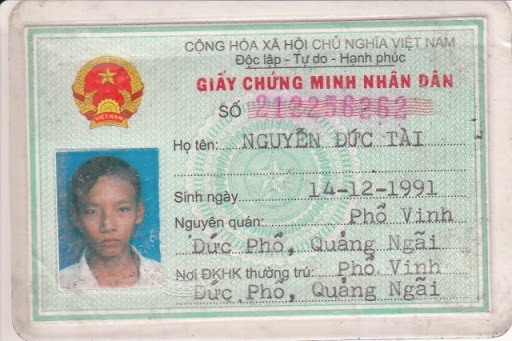 CỘNG HÒA XÃ HỘI CHỦ NGHĨA VIỆT NAM
Độc lập - Tự do - Hạnh phúc
GIẤY CHỨNG MINH NHÂN DÂN
SỐ 212256262
Họ tên: NGUYỄN ĐỨC TÀI
Sinh ngày 14-12-1991
Nguyên quán: Phổ Vinh
Đức Phổ, Quảng Ngãi
Nơi ĐKHK thường trú: Phổ Vinh
Đức Phổ, Quảng Ngãi
VIỆT NAM